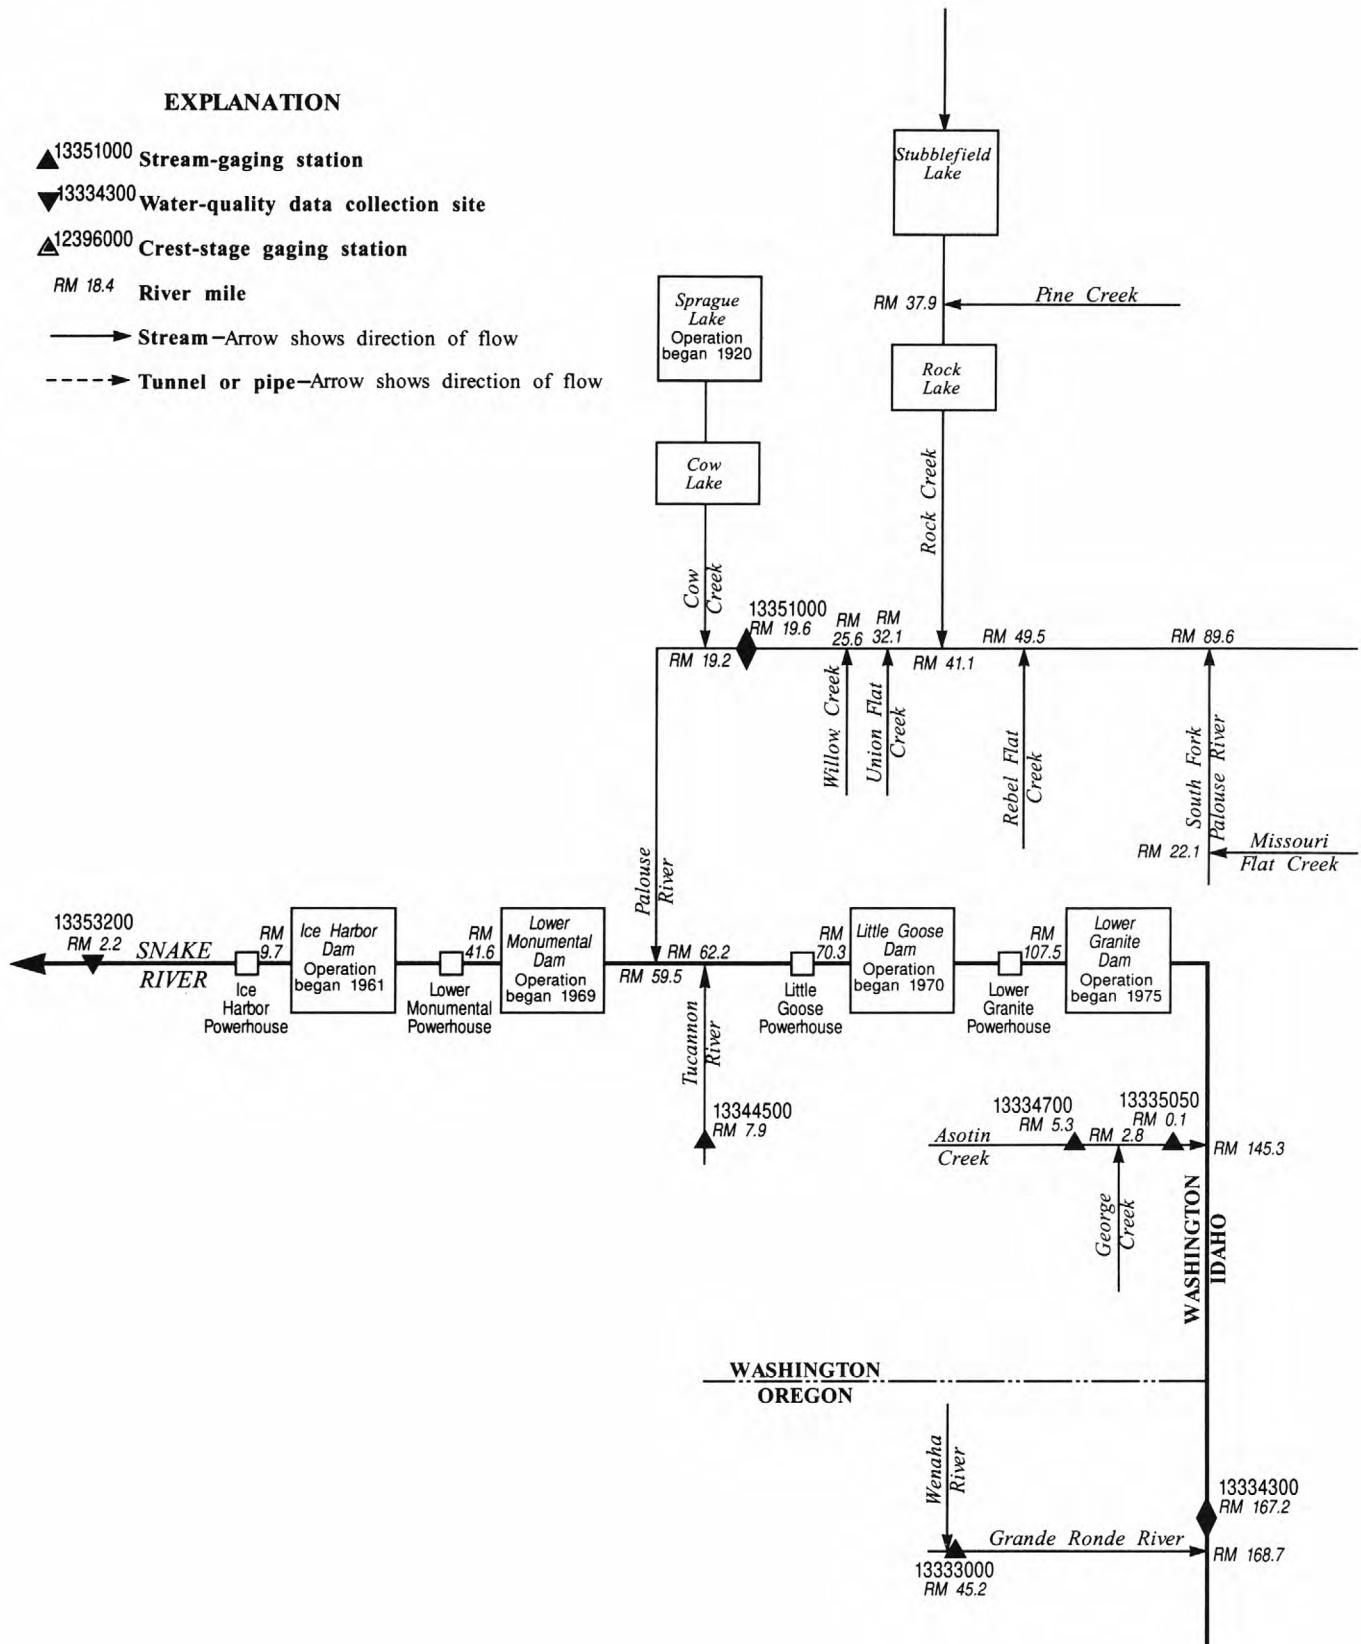 EXPLANATION
13351000 Stream-gaging station
13334300 Water-quality data collection site
12396000 Crest-stage gaging station
RM 18.4 River mile
Stream—Arrow shows direction of flow
Tunnel or pipe—Arrow shows direction of flow
Stubblefield
Lake
RM 37.9
Pine Creek
Sprague
Lake
Operation
began 1920
Rock
Lake
Cow
Lake
Rock Creek
Cow
Creek
13351000
RM 19.6
RM
25.6
RM
32.1
RM 49.5
RM 89.6
RM 19.2
RM 41.1
Willow Creek
Union Flat
Creek
Rebel Flat
Creek
South Fork
Palouse River
RM 22.1
Missouri
Flat Creek
Palouse
River
13353200
RM 2.2
SNAKE
RIVER
RM
9.7
Ice
Harbor
Powerhouse
Ice Harbor
Dam
Operation
began 1961
RM
41.6
Lower
Monumental
Powerhouse
Lower
Monumental
Dam
Operation
began 1969
RM 59.5
RM 62.2
RM
70.3
Little
Goose
Powerhouse
Little Goose
Dam
Operation
began 1970
RM
107.5
Lower
Granite
Powerhouse
Lower
Granite
Dam
Operation
began 1975
Tucannon
River
13344500
RM 7.9
13334700
RM 5.3
13335050
RM 0.1
RM 2.8
Asotin
Creek
RM 145.3
George
Creek
WASHINGTON
IDAHO
WASHINGTON
OREGON
Wenaha
River
13334300
RM 167.2
Grande Ronde River
RM 168.7
13333000
RM 45.2